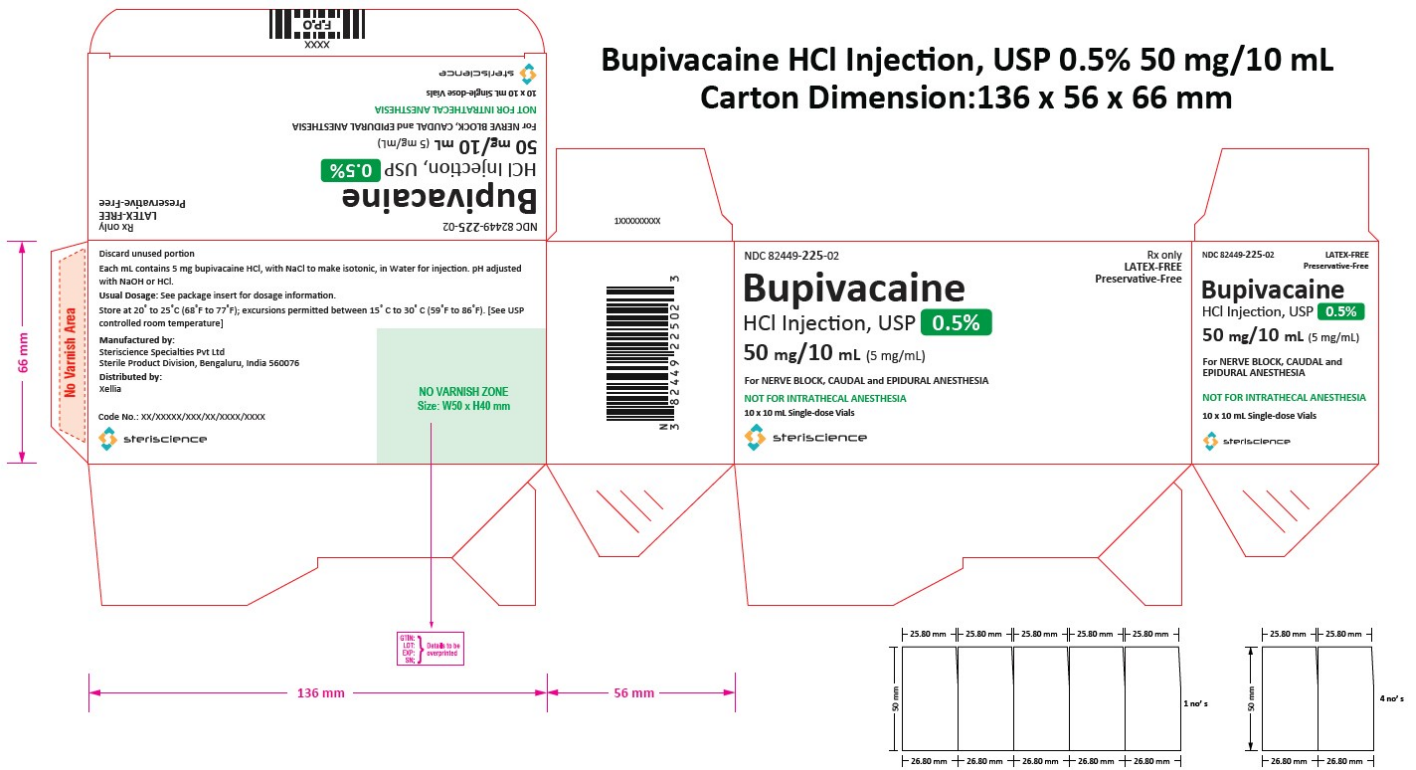 Bupivacaine HCl Injection, USP 0.5% 50 mg/10 mL
Carton Dimension:136 x 56 x 66 mm
XXXX
F.P.O
steriscience
10 x 10 mL Single-dose Vials
NOT FOR INTRATHECAL ANESTHESIA
For NERVE BLOCK, CAUDAL and EPIDURAL ANESTHESIA
50 mg/10 mL (5 mg/mL)
HCl Injection, USP 0.5%
Bupivacaine
NDC 82449-225-02
Rx only
LATEX-FREE
Preservative-Free
66 mm
No Varnish Area
Discard unused portion
Each mL contains 5 mg bupivacaine HCl, with NaCl to make isotonic, in Water for injection. pH adjusted
with NaOH or HCl.
Usual Dosage: See package insert for dosage information.
Store at 20˚ to 25˚C (68˚F to 77˚F); excursions permitted between 15˚ C to 30˚ C (59˚F to 86˚F). [See USP
controlled room temperature]
Manufactured by:
Steriscience Specialties Pvt Ltd
Sterile Product Division, Bengaluru, India 560076
Distributed by:
Xellia
Code No.: XX/XXXXX/XXX/XX/XXXX/XXXX
steriscience
NO VARNISH ZONE
Size: W50 x H40 mm
GTIN:
LOT:
EXP:
SN:
Details to be
overprinted
136 mm
56 mm
1XXXXXXXXX
N
3 82449 22502 3
NDC 82449-225-02
Rx only
LATEX-FREE
Preservative-Free
Bupivacaine
HCl Injection, USP 0.5%
50 mg/10 mL (5 mg/mL)
For NERVE BLOCK, CAUDAL and EPIDURAL ANESTHESIA
NOT FOR INTRATHECAL ANESTHESIA
10 x 10 mL Single-dose Vials
steriscience
NDC 82449-225-02
LATEX-FREE
Preservative-Free
Bupivacaine
HCl Injection, USP 0.5%
50 mg/10 mL (5 mg/mL)
For NERVE BLOCK, CAUDAL and
EPIDURAL ANESTHESIA
NOT FOR INTRATHECAL ANESTHESIA
10 x 10 mL Single-dose Vials
steriscience
25.80 mm 25.80 mm 25.80 mm 25.80 mm 25.80 mm
50 mm
1 no' s
26.80 mm 26.80 mm 26.80 mm 26.80 mm 26.80 mm
25.80 mm 25.80 mm
50 mm
4 no' s
26.80 mm 26.80 mm